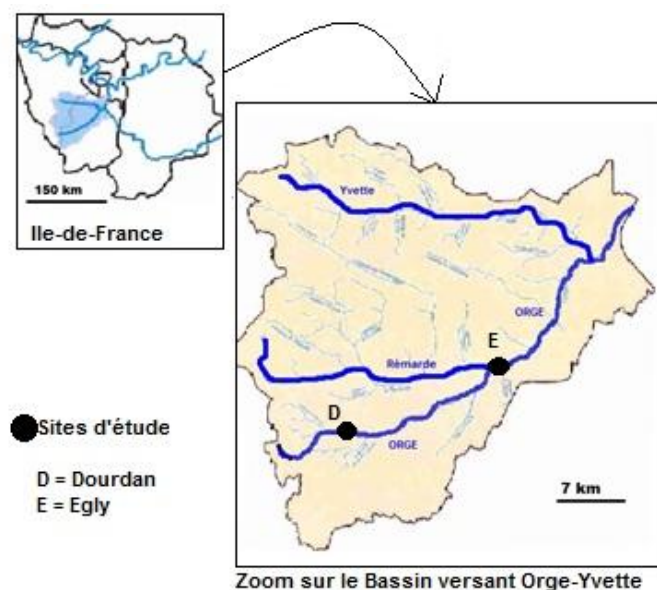 150 km
Ile-de-France
Yvette
ORGE
E
Rémarde
D
ORGE
Sites d'étude
D = Dourdan
E = Egly
7 km
Zoom sur le Bassin versant Orge-Yvette